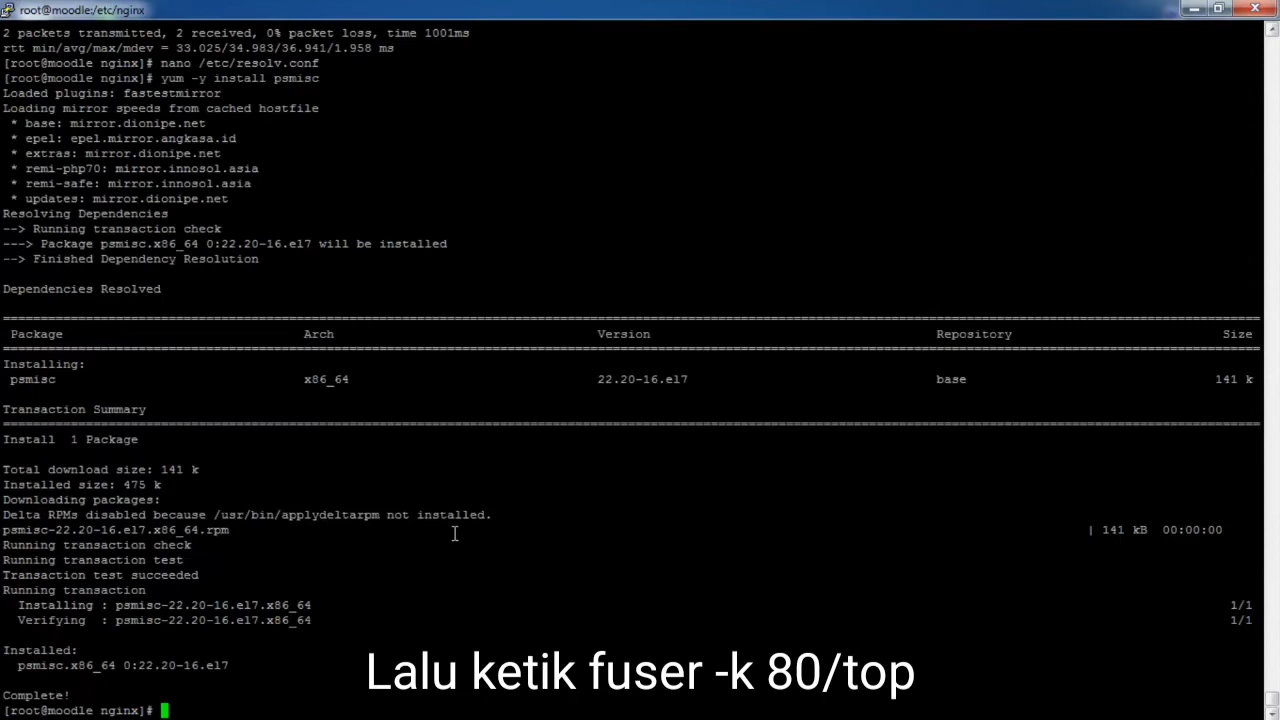 root@moodle:/etc/nginx
2 packets transmitted, 2 received, 0% packet loss, time 1001ms
rtt min/avg/max/mdev = 33.025/34.983/36.941/1.958 ms
[root@moodle nginx]# nano /etc/resolv.conf
[root@moodle nginx]# yum -y install psmisc
Loaded plugins: fastestmirror
Loading mirror speeds from cached hostfile
* base: mirror.dionipe.net
* epel: epel.mirror.angkasa.id
* extras: mirror.dionipe.net
* remi-php70: mirror.innosol.asia
* remi-safe: mirror.innosol.asia
* updates: mirror.dionipe.net
Resolving Dependencies
--> Running transaction check
---> Package psmisc.x86_64 0:22.20-16.el7 will be installed
--> Finished Dependency Resolution
Dependencies Resolved
Package Arch Version Repository Size
Installing:
psmisc x86_64 22.20-16.el7 base 141 k
Transaction Summary
Install 1 Package
Total download size: 141 k
Installed size: 475 k
Downloading packages:
Delta RPMs disabled because /usr/bin/applydeltarpm not installed.
psmisc-22.20-16.el7.x86_64.rpm | 141 kB 00:00:00
Running transaction check
Running transaction test
Transaction test succeeded
Running transaction
Installing : psmisc-22.20-16.el7.x86_64 1/1
Verifying : psmisc-22.20-16.el7.x86_64 1/1
Installed:
psmisc.x86_64 0:22.20-16.el7
Complete!
[root@moodle nginx]#
Lalu ketik fuser -k 80/top